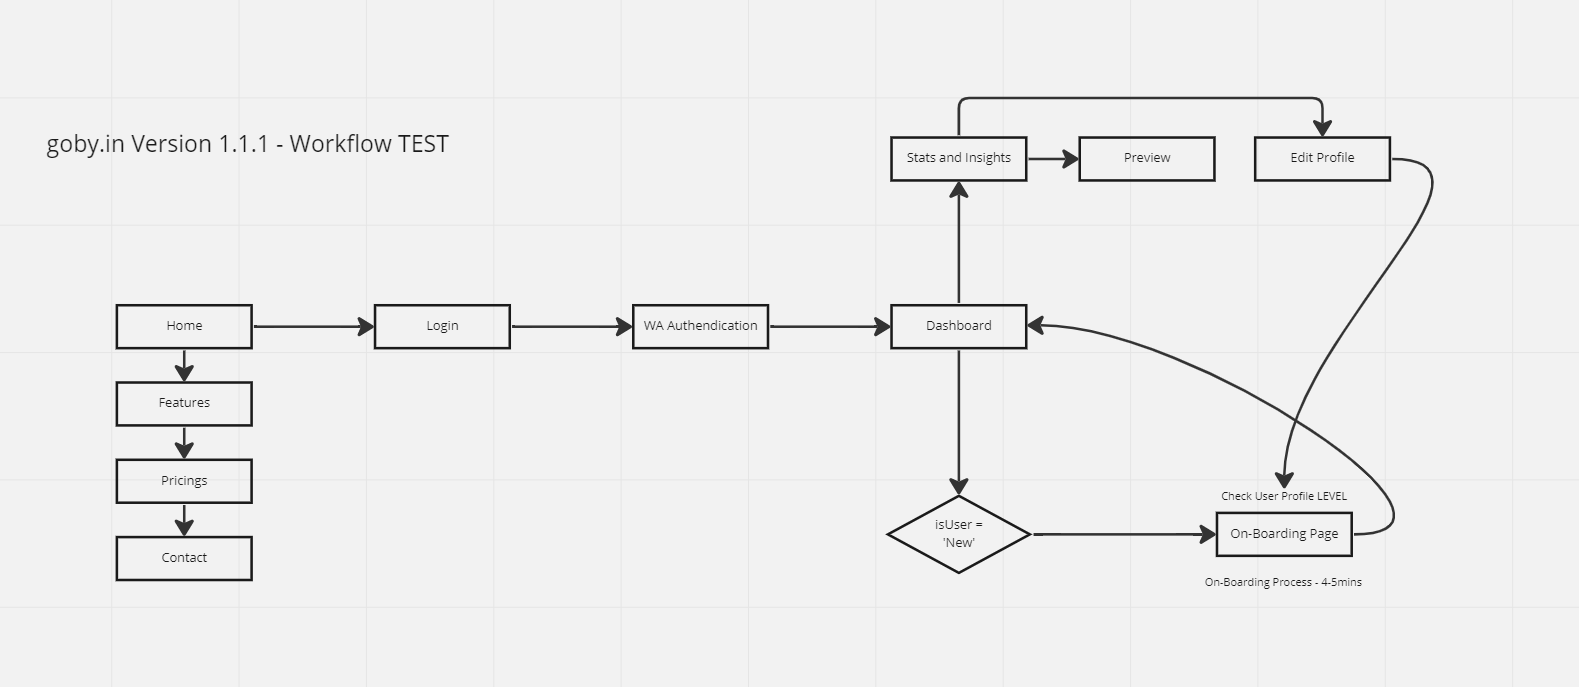 goby.in Version 1.1.1 - Workflow TEST
Stats and Insights
Preview
Edit Profile
Home
Login
WA Authendication
Dashboard
Features
Pricings
Contact
isUser =
'New'
Check User Profile LEVEL
On-Boarding Page
On-Boarding Process - 4-5mins